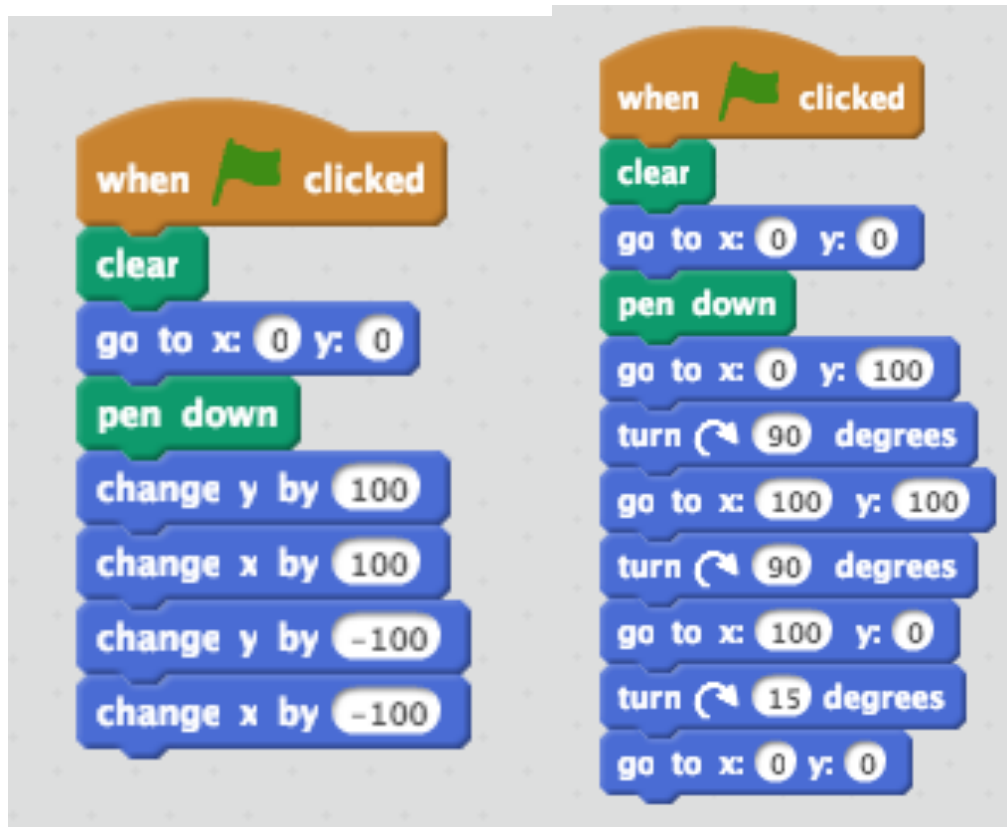 when clicked
clear
go to x: 0 y: 0
pen down
change y by 100
change x by 100
change y by -100
change x by -100
when clicked
clear
go to x: 0 y: 0
pen down
go to x: 0 y: 100
turn 90 degrees
go to x: 100 y: 100
turn 90 degrees
go to x: 100 y: 0
turn 15 degrees
go to x: 0 y: 0